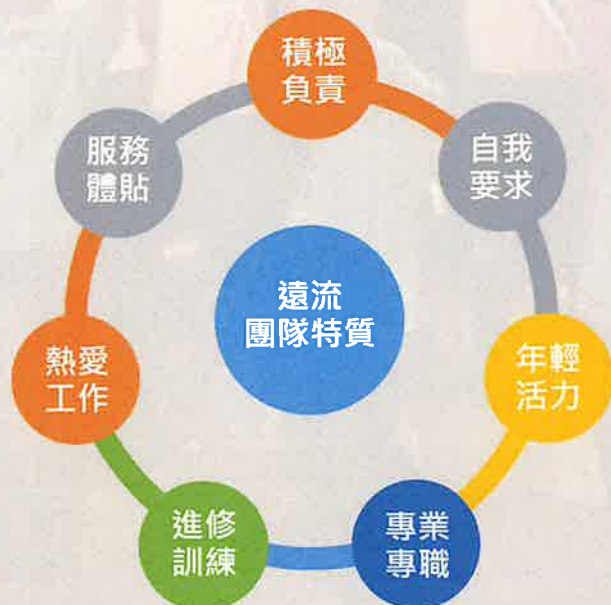 積極
負責
自我
要求
年輕
活力
專業
專職
進修
訓練
熱愛
工作
服務
體貼
遠流
團隊特質